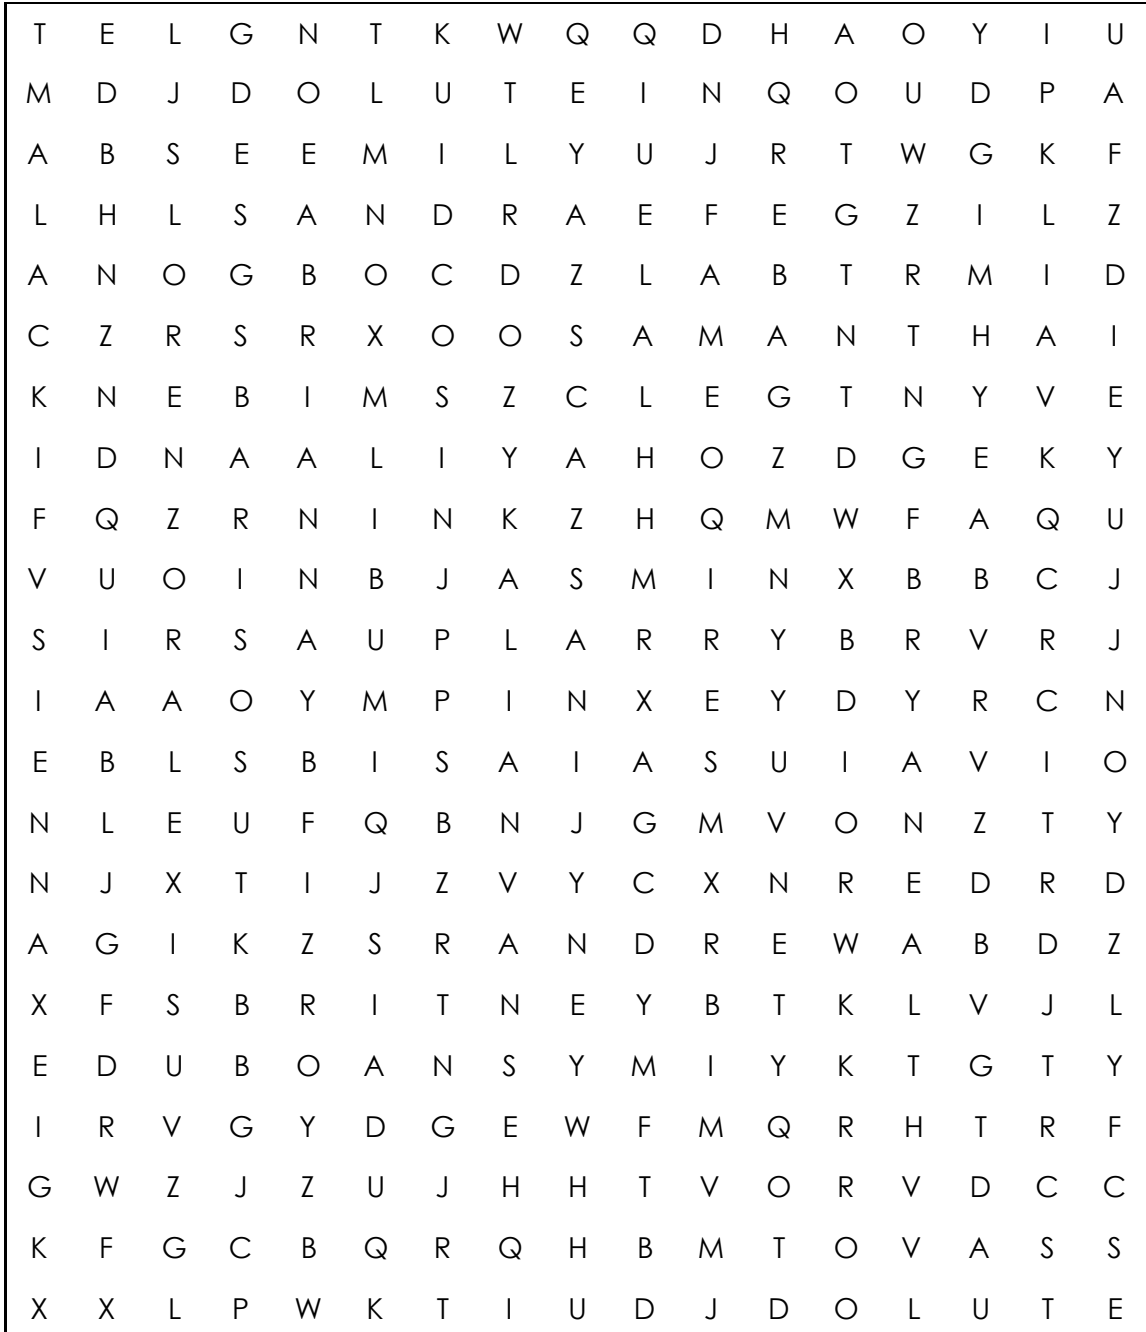 T E L G N T K W Q Q D H A O Y I U
M D J D O L U T E I N Q O U D P A
A B S E E M I L Y U J R T W G K F
L H L S A N D R A E F E G Z I L Z
A N O G B O C D Z L A B T R M I D
C Z R S R X O O S A M A N T H A I
K N E B I M S Z C L E G T N Y V E
I D N A A L I Y A H O Z D G E K Y
F Q Z R N I N K Z H Q M W F A Q U
V U O I N B J A S M I N X B B C J
S I R S A U P L A R R Y B R V R J
I A A O Y M P I N X E Y D Y R C N
E B L S B I S A I A S U I A V I O
N L E U F Q B N J G M V O N Z T Y
N J X T I J Z V Y C X N R E D R D
A G I K Z S R A N D R E W A B D Z
X F S B R I T N E Y B T K L V J L
E D U B O A N S Y M I Y K T G T Y
I R V G Y D G E W F M Q R H T R F
G W Z J Z U J H H T V O R V D C C
K F G C B Q R Q H B M T O V A S S
X X L P W K T I U D J D O L U T E